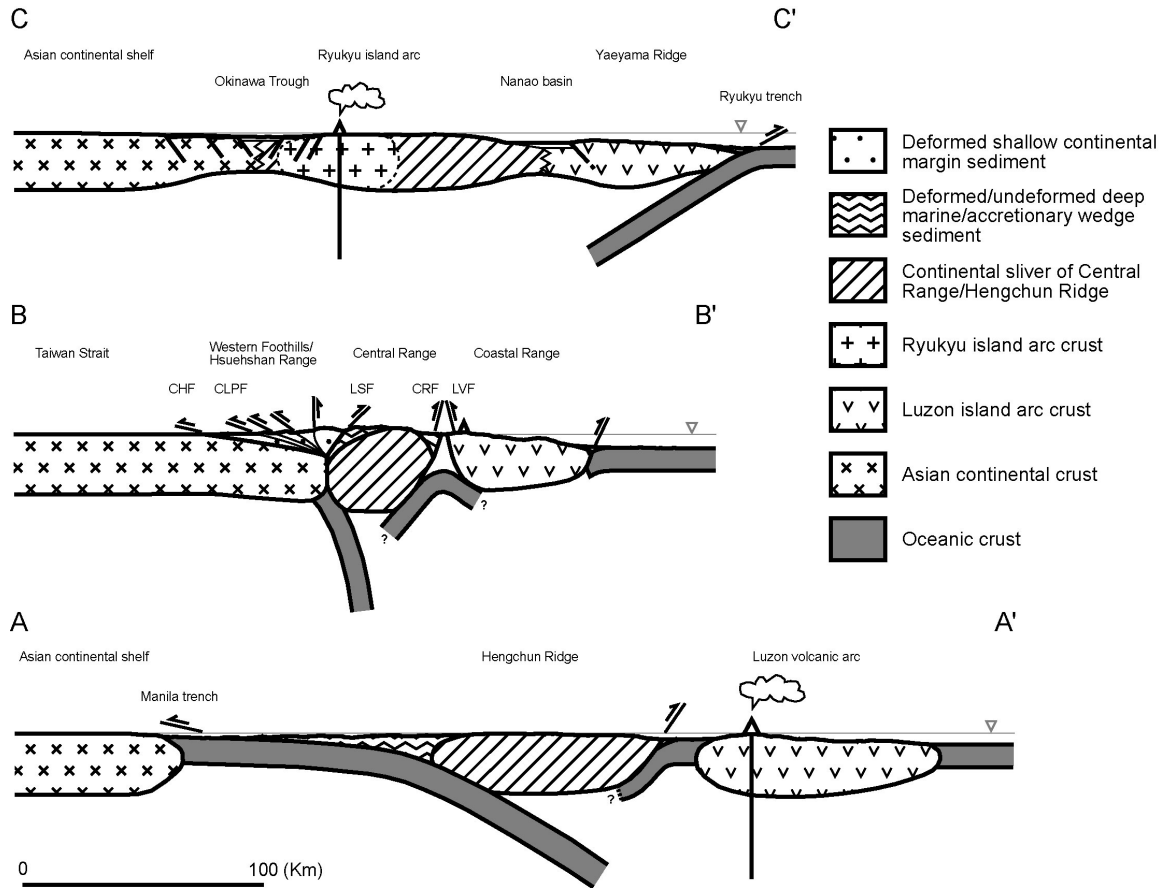 C
C'
Asian continental shelf
Ryukyu island arc
Yaeyama Ridge
Okinawa Trough
Nanao basin
Ryukyu trench
B
B'
Taiwan Strait
Western Foothills/
Hsuehshan Range
Central Range
Coastal Range
CHF
CLPF
LSF
CRF
LVF
?
?
A
A'
Asian continental shelf
Hengchun Ridge
Luzon volcanic arc
Manila trench
?
0
100 (Km)
Deformed shallow continental
margin sediment
Deformed/undeformed deep
marine/accretionary wedge
sediment
Continental sliver of Central
Range/Hengchun Ridge
Ryukyu island arc crust
Luzon island arc crust
Asian continental crust
Oceanic crust